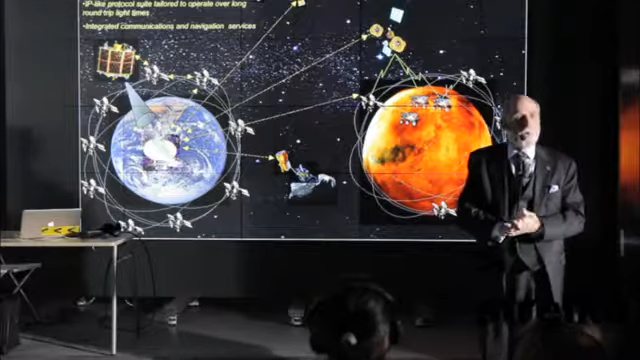 •IP-like protocol suite tailored to operate over long
round trip light times
•Integrated communications and navigation services